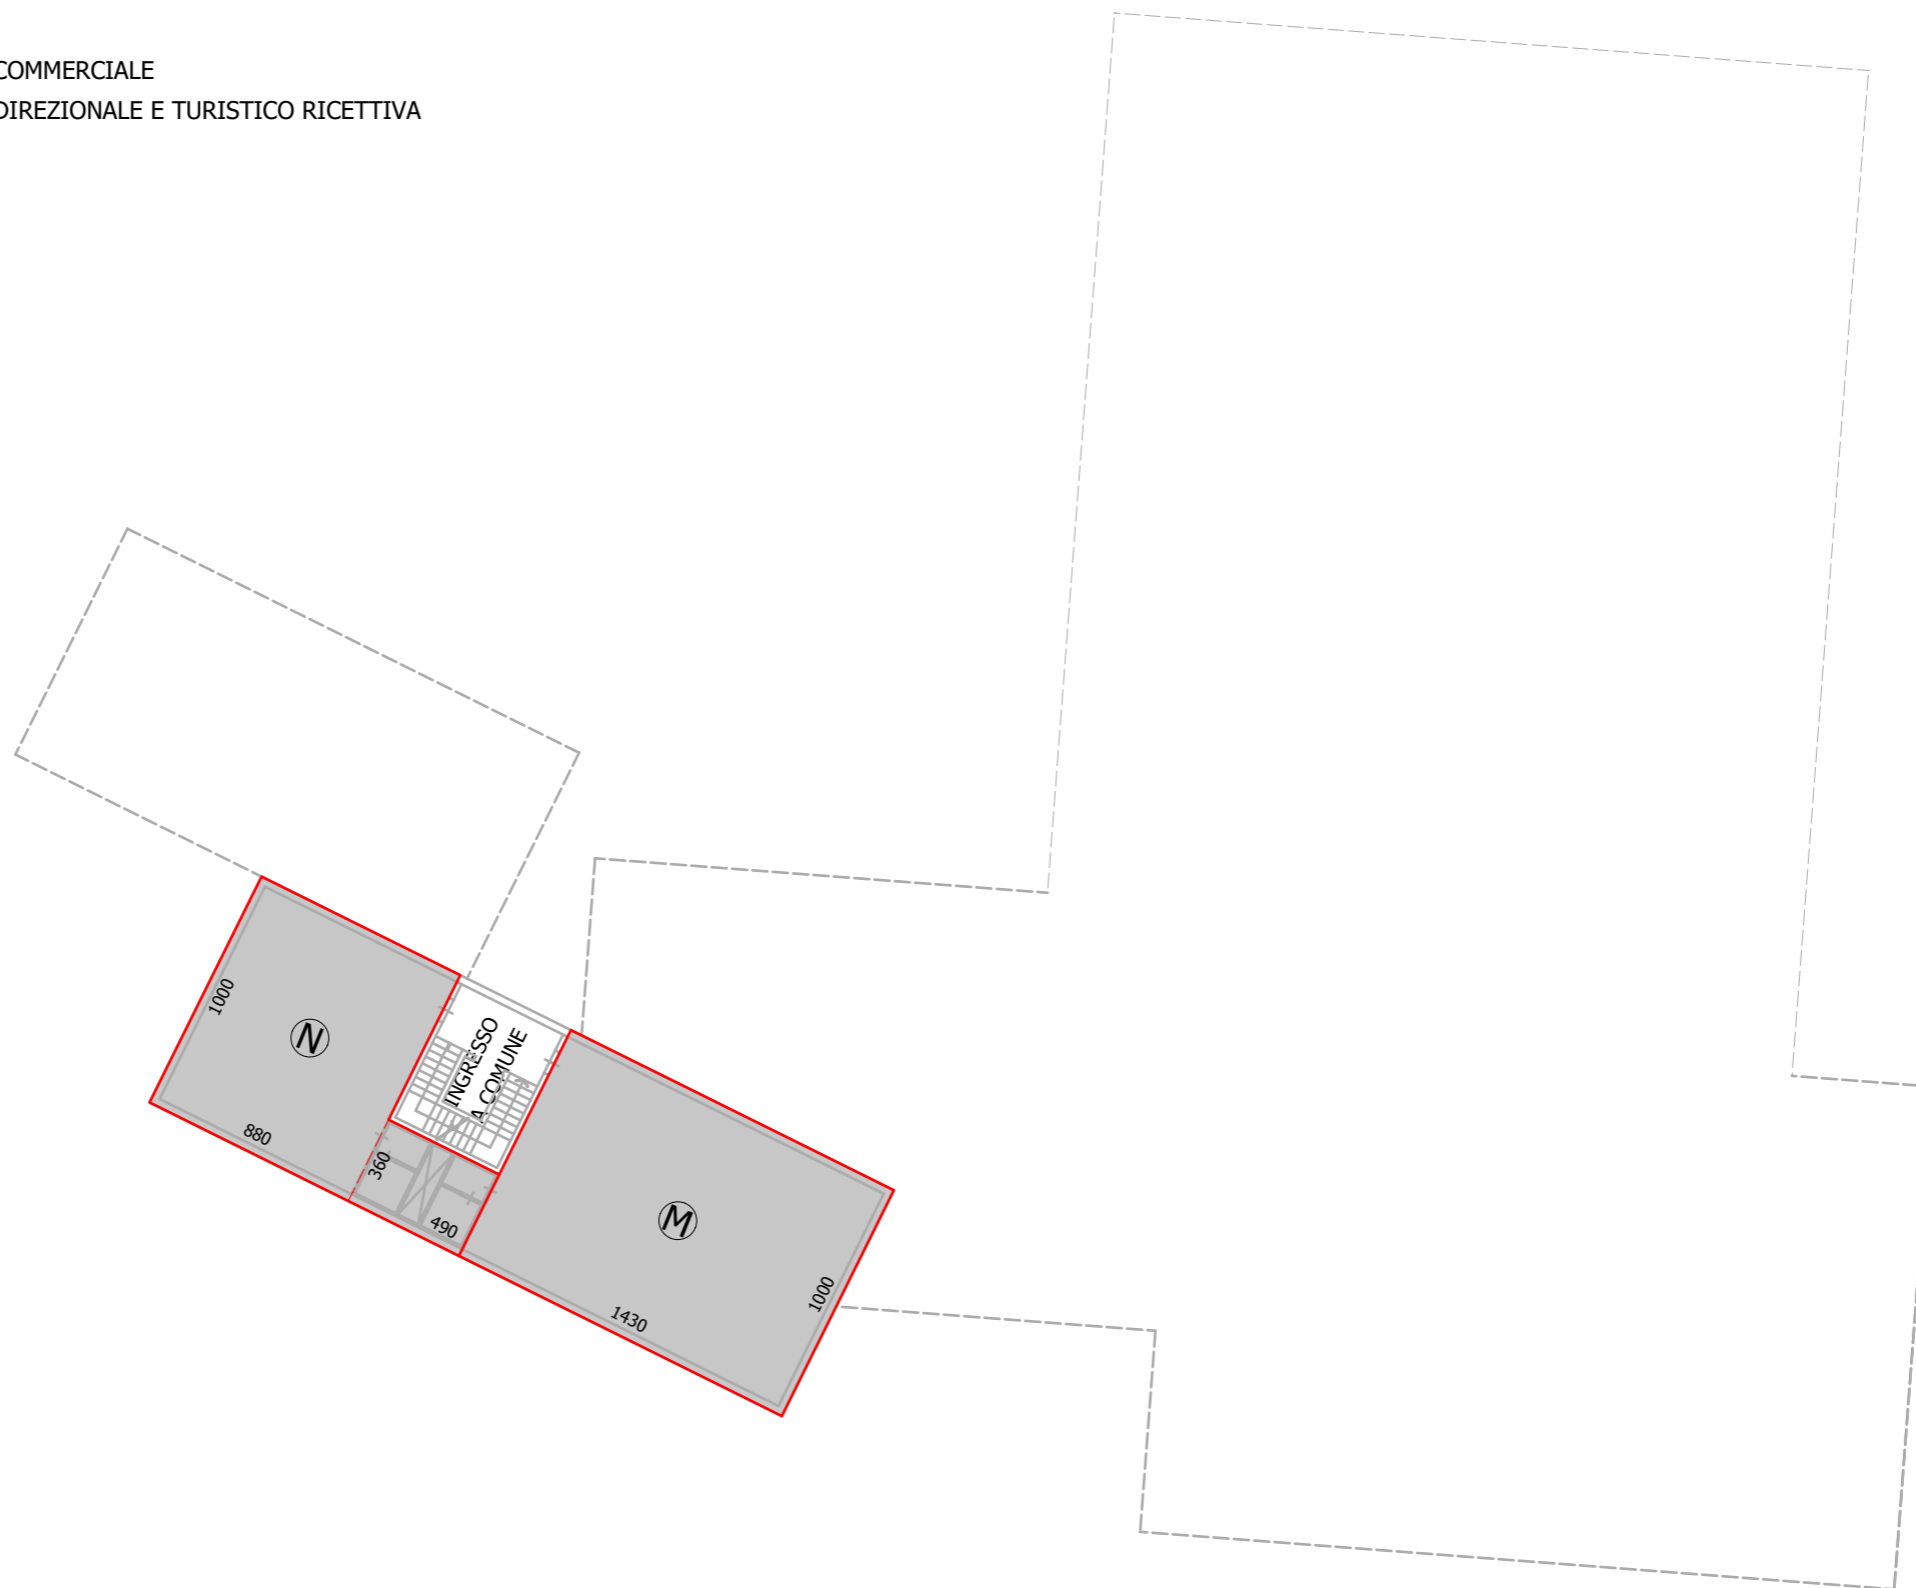 COMMERCIALE
DIREZIONALE E TURISTICO RICETTIVA
1000
N
INGRESSO
A COMUNE
880
360
490
M
1000
1430